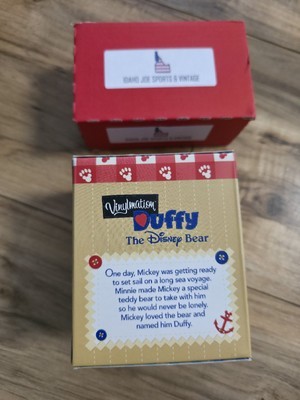 IDAHO JOE SPORTS & VINTAGE
Vinylmation
Duffy
The Disney Bear
One day, Mickey was getting ready
to set sail on a long sea voyage.
Minnie made Mickey a special
teddy bear to take with him
so he would never be lonely.
Mickey loved the bear and
named him Duffy.